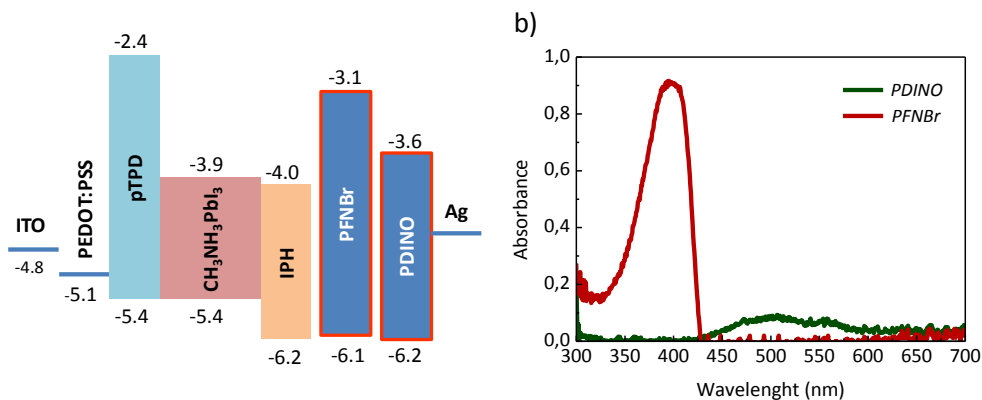 ITO
-4.8
PEDOT:PSS
-5.1
-2.4
pTPD
-5.4
-3.9
CH3NH3PbI3
-5.4
-4.0
IPH
-6.2
-3.1
PFNBr
-6.1
-3.6
PDINO
-6.2
Ag
b)
1,0
0,8
0,6
0,4
0,2
0,0
Absorbance
PDINO
PFNBr
300 350 400 450 500 550 600 650 700
Wavelenght (nm)